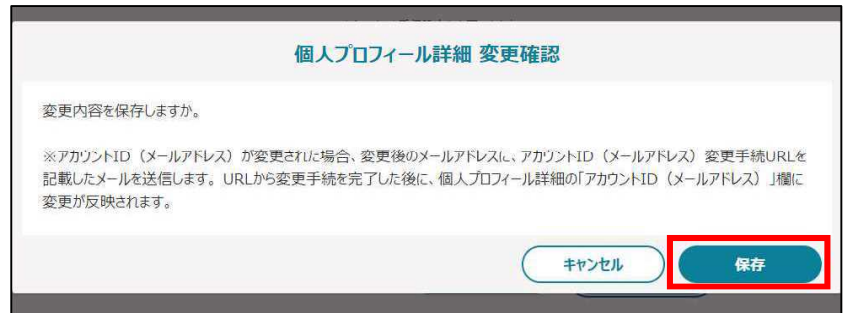 個人プロフィール詳細 変更確認
変更内容を保存しますか。
※アカウントID（メールアドレス）が変更された場合、変更後のメールアドレスに、アカウントID（メールアドレス）変更手続URLを
記載したメールを送信します。URLから変更手続を完了した後に、個人プロフィール詳細の「アカウントID（メールアドレス）」欄に
変更が反映されます。
キャンセル
保存